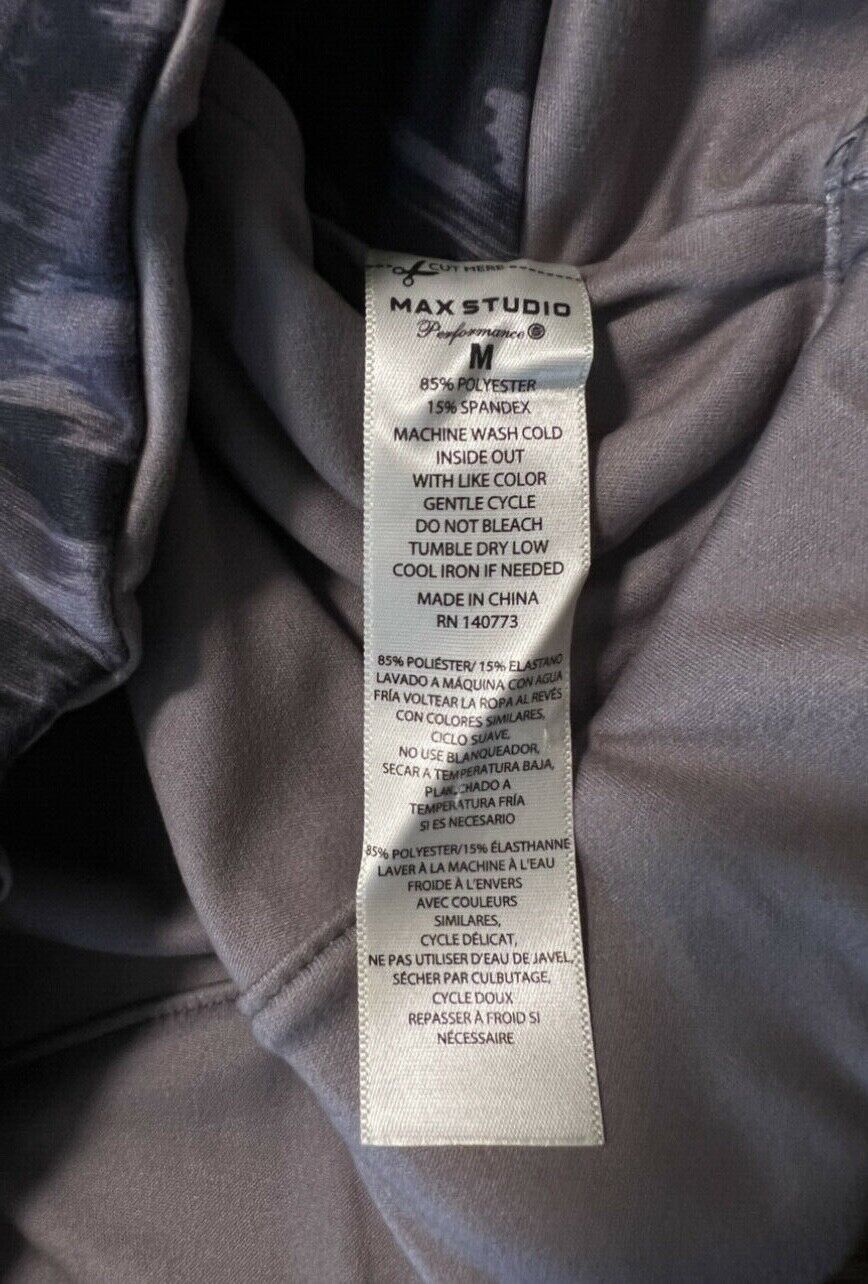 CUT HERE
MAX STUDIO
Performance ®
M
85% POLYESTER
15% SPANDEX
MACHINE WASH COLD
INSIDE OUT
WITH LIKE COLOR
GENTLE CYCLE
DO NOT BLEACH
TUMBLE DRY LOW
COOL IRON IF NEEDED
MADE IN CHINA
RN 140773
85% POLIÉSTER/ 15% ELASTANO
LAVADO A MÁQUINA CON AGUA
FRÍA VOLTEAR LA ROPA AL REVÉS
CON COLORES SIMILARES,
CICLO SUAVE,
NO USE BLANQUEADOR,
SECAR A TEMPERATURA BAJA,
PLANCHADO A
TEMPERATURA FRÍA
SI ES NECESARIO
85% POLYESTER/15% ÉLASTHANNE
LAVER À LA MACHINE À L'EAU
FROIDE À L'ENVERS
AVEC COULEURS
SIMILARES,
CYCLE DÉLICAT,
NE PAS UTILISER D'EAU DE JAVEL,
SÉCHER PAR CULBUTAGE,
CYCLE DOUX
REPASSER À FROID SI
NÉCESSAIRE